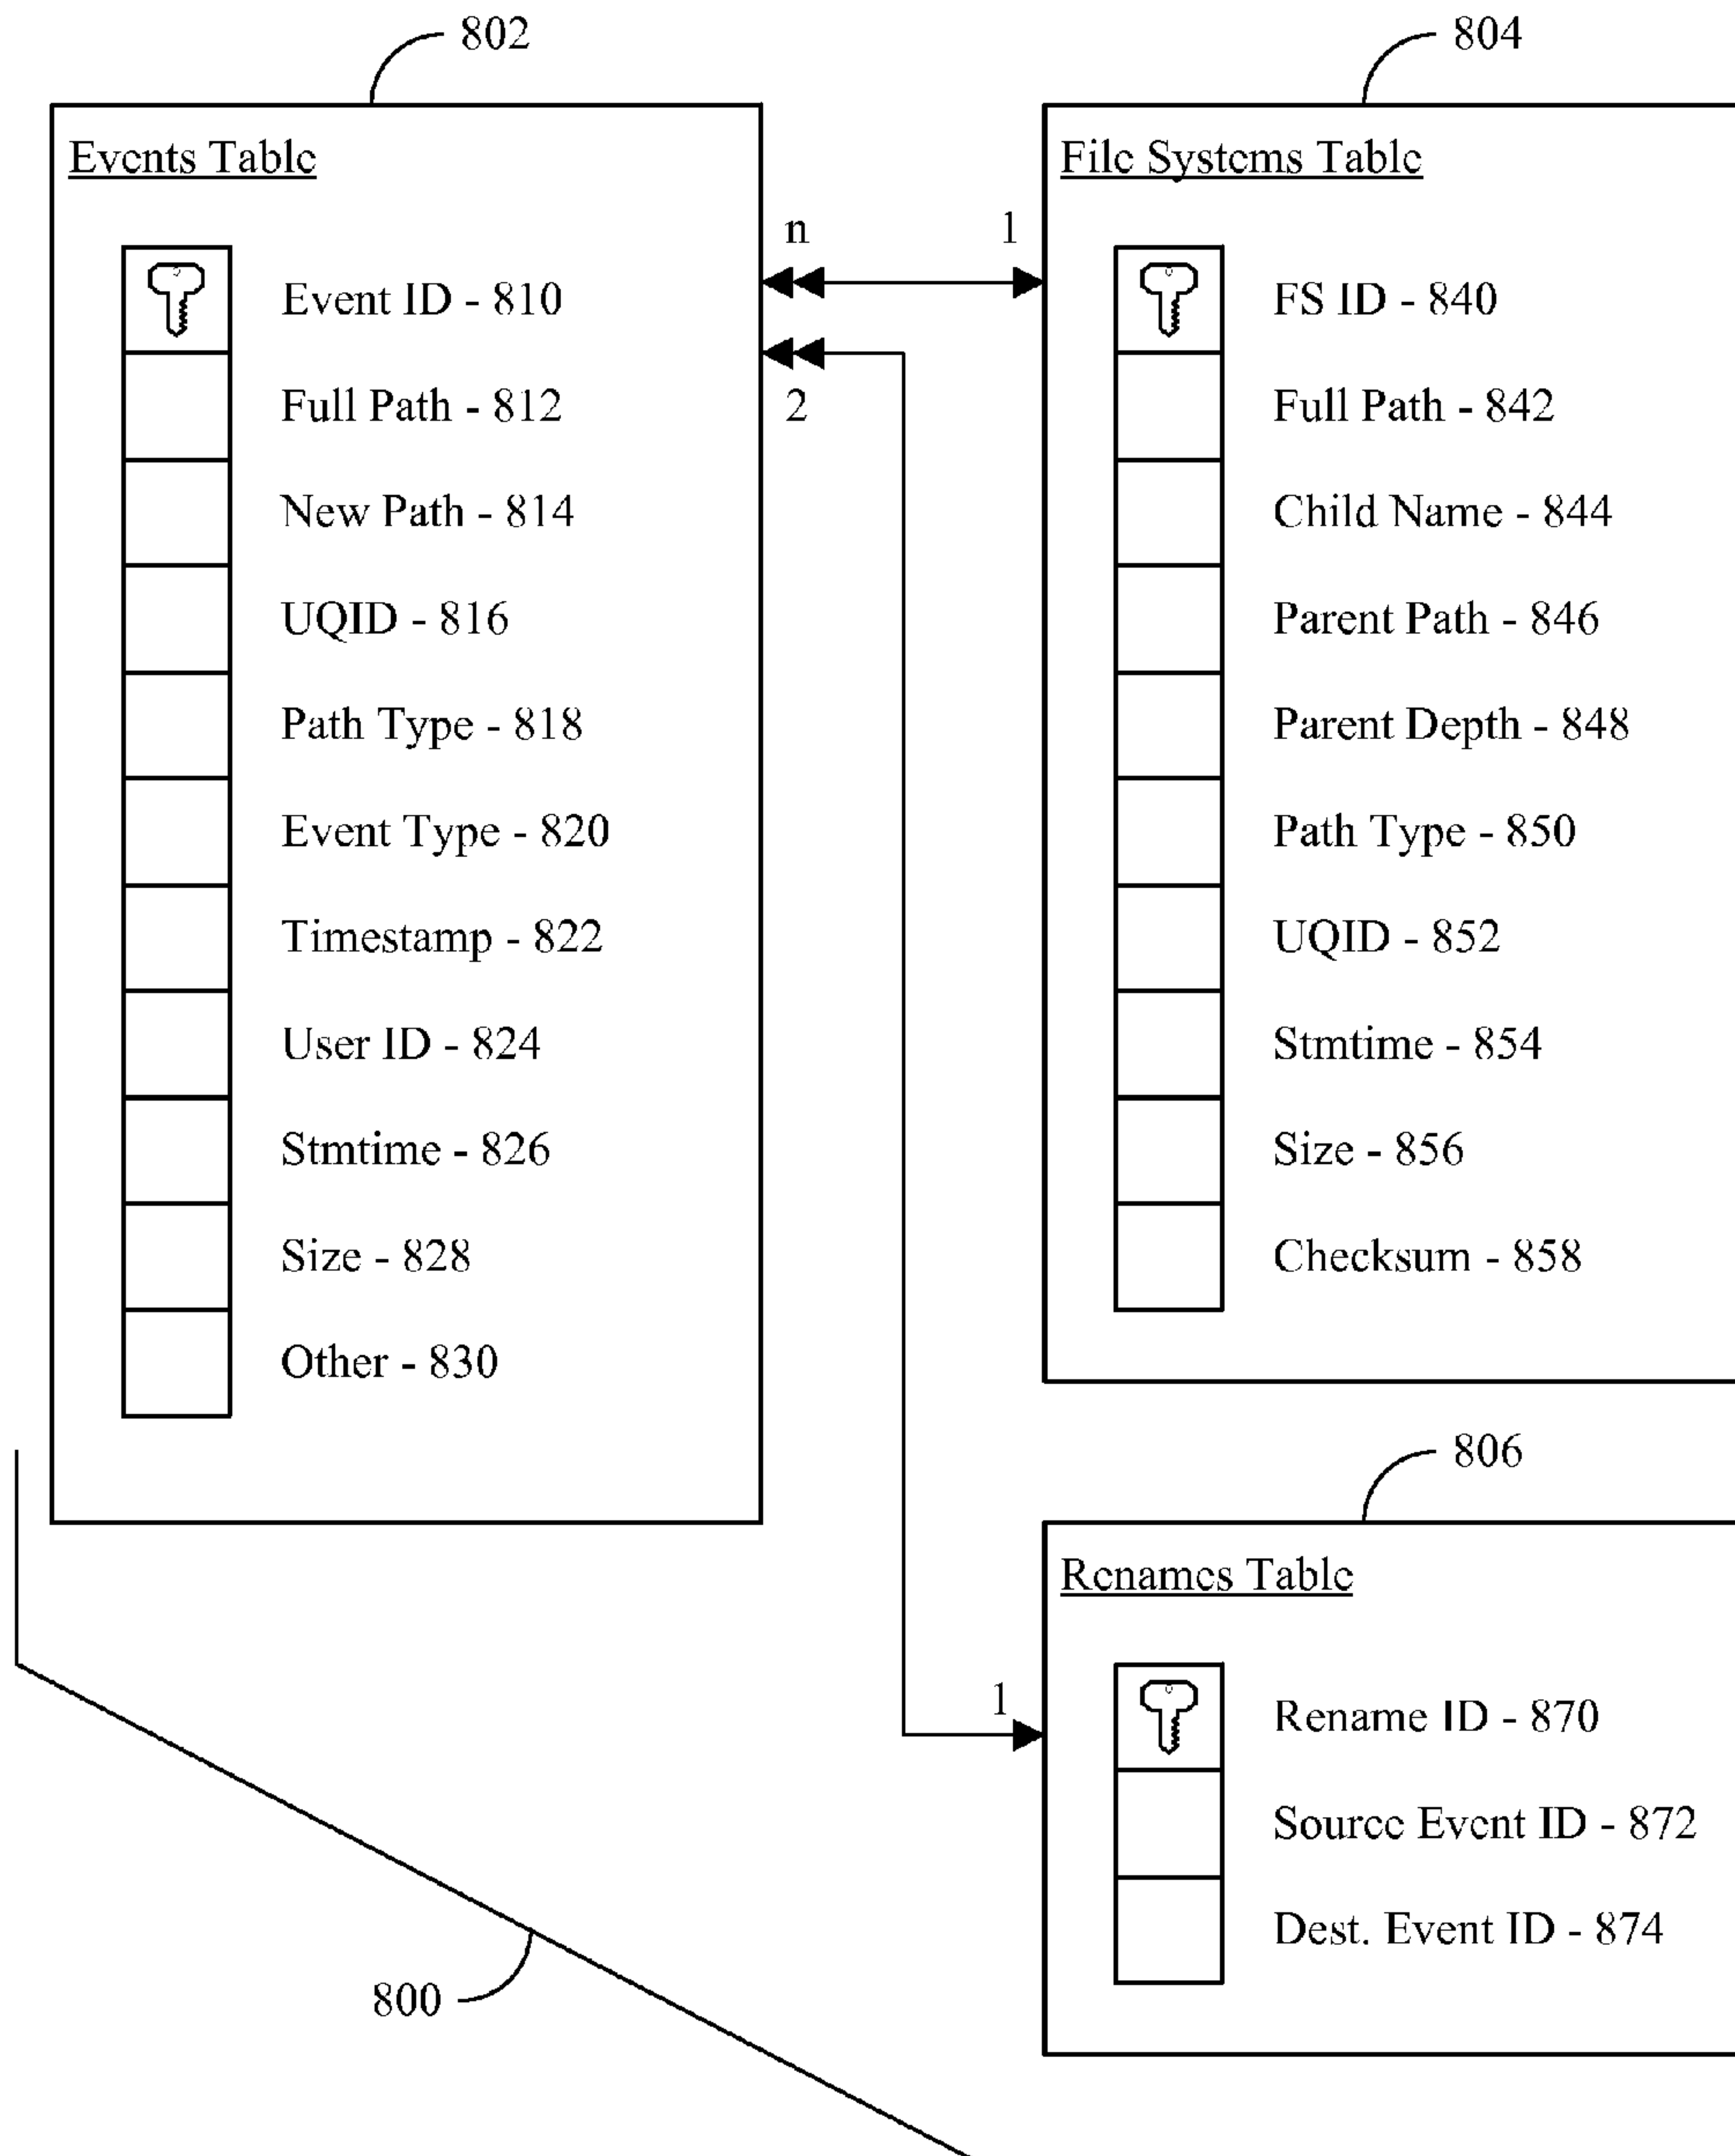 802
Events Table
Event ID - 810
Full Path - 812
New Path - 814
UQID - 816
Path Type - 818
Event Type - 820
Timestamp - 822
User ID - 824
Stmtime - 826
Size - 828
Other - 830
n
1
2
1
804
File Systems Table
FS ID - 840
Full Path - 842
Child Name - 844
Parent Path - 846
Parent Depth - 848
Path Type - 850
UQID - 852
Stmtime - 854
Size - 856
Checksum - 858
806
Renames Table
Rename ID - 870
Source Event ID - 872
Dest. Event ID - 874
800